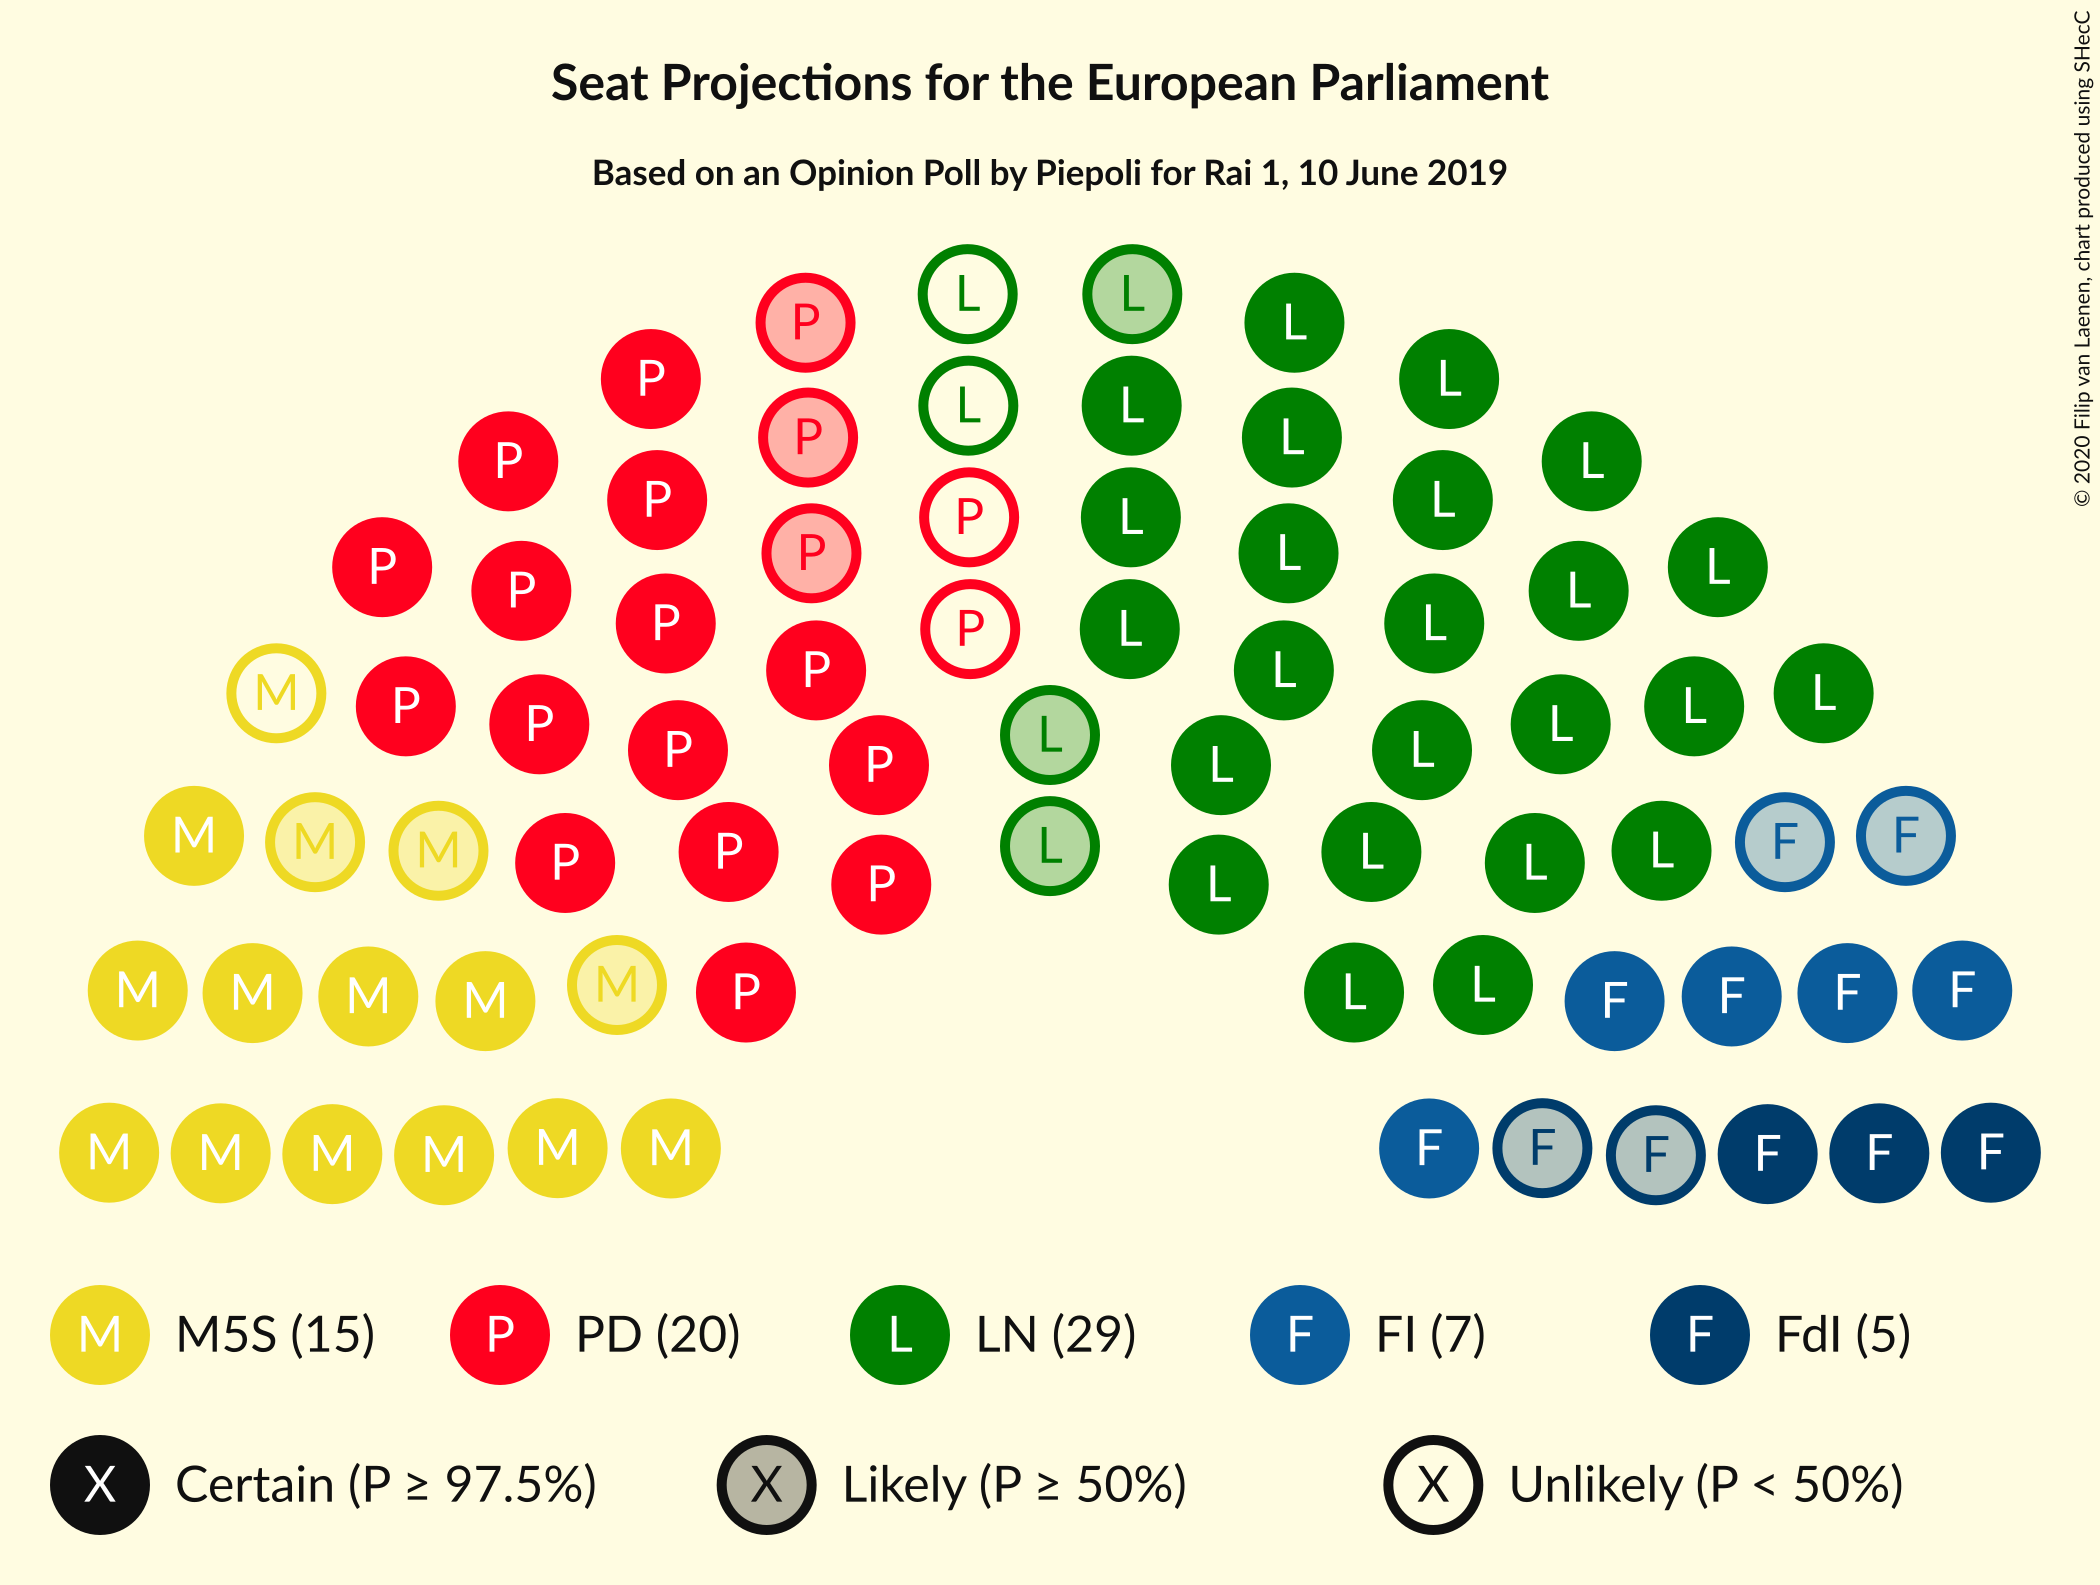 Seat Projections for the European Parliament
Based on an Opinion Poll by Piepoli for Rai 1, 10 June 2019
© 2020 Filip van Laenen, chart produced using SHecC
L L
P L
P L
L L
P L
P L
P L
P P
P L
L L
P L
P L
P L
P L
M L
P L
P L
P L
L
P L
M M M L F F
P L
P L
L
P L
M M M M M P L L F F F F
M M M M M M F F F F F F
M M5S (15) P PD (20) L LN (29) F FI (7) F FdI (5)
X Certain (P ≥ 97.5%) X Likely (P ≥ 50%) X Unlikely (P < 50%)